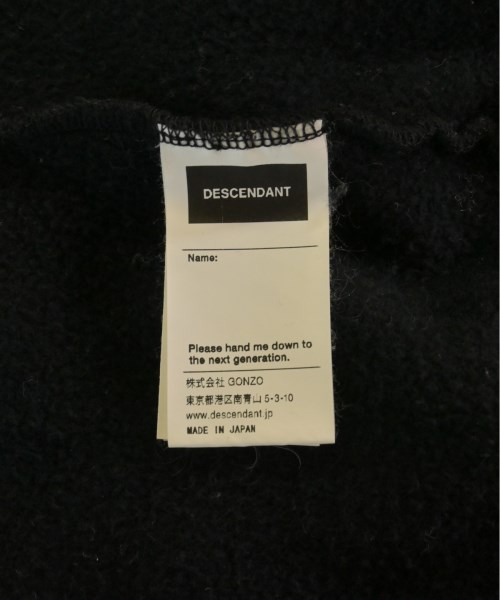 DESCENDANT
Name:
Please hand me down to
the next generation.
株式会社 GONZO
東京都港区南青山 5-3-10
www.descendant.jp
MADE IN JAPAN